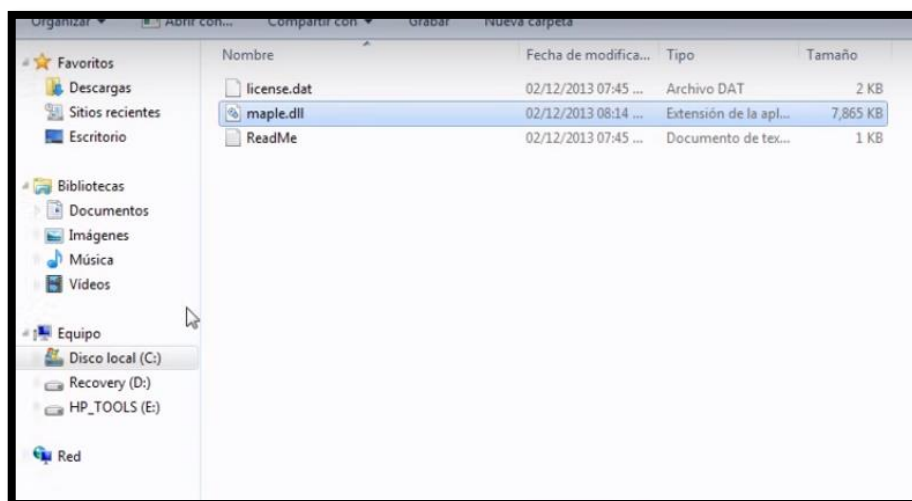 Organizar Abrir con... Compartir con Grabar Nueva carpeta
Favoritos
Descargas
Sitios recientes
Escritorio
Bibliotecas
Documentos
Imágenes
Música
Vídeos
Equipo
Disco local (C:)
Recovery (D:)
HP_TOOLS (E:)
Red
Nombre Fecha de modifica... Tipo Tamaño
license.dat 02/12/2013 07:45 ... Archivo DAT 2 KB
maple.dll 02/12/2013 08:14 ... Extensión de la apl... 7,865 KB
ReadMe 02/12/2013 07:45 ... Documento de tex... 1 KB